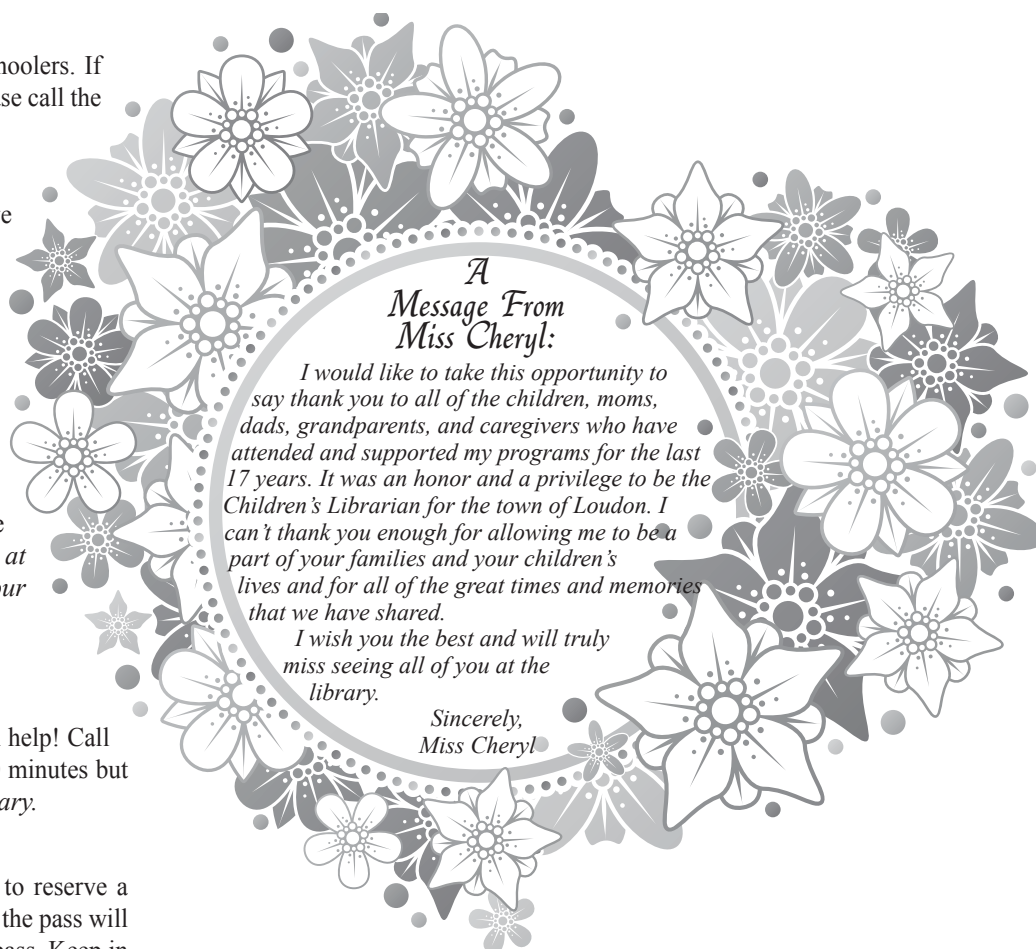 hoolers. If
se call the
e
e
at
our
help! Call
minutes but
ary.
to reserve a
the pass will
pass. Keep in
A
Message From
Miss Cheryl:
I would like to take this opportunity to
say thank you to all of the children, moms,
dads, grandparents, and caregivers who have
attended and supported my programs for the last
17 years. It was an honor and a privilege to be the
Children’s Librarian for the town of Loudon. I
can’t thank you enough for allowing me to be a
part of your families and your children’s
lives and for all of the great times and memories
that we have shared.
I wish you the best and will truly
miss seeing all of you at the
library.
Sincerely,
Miss Cheryl